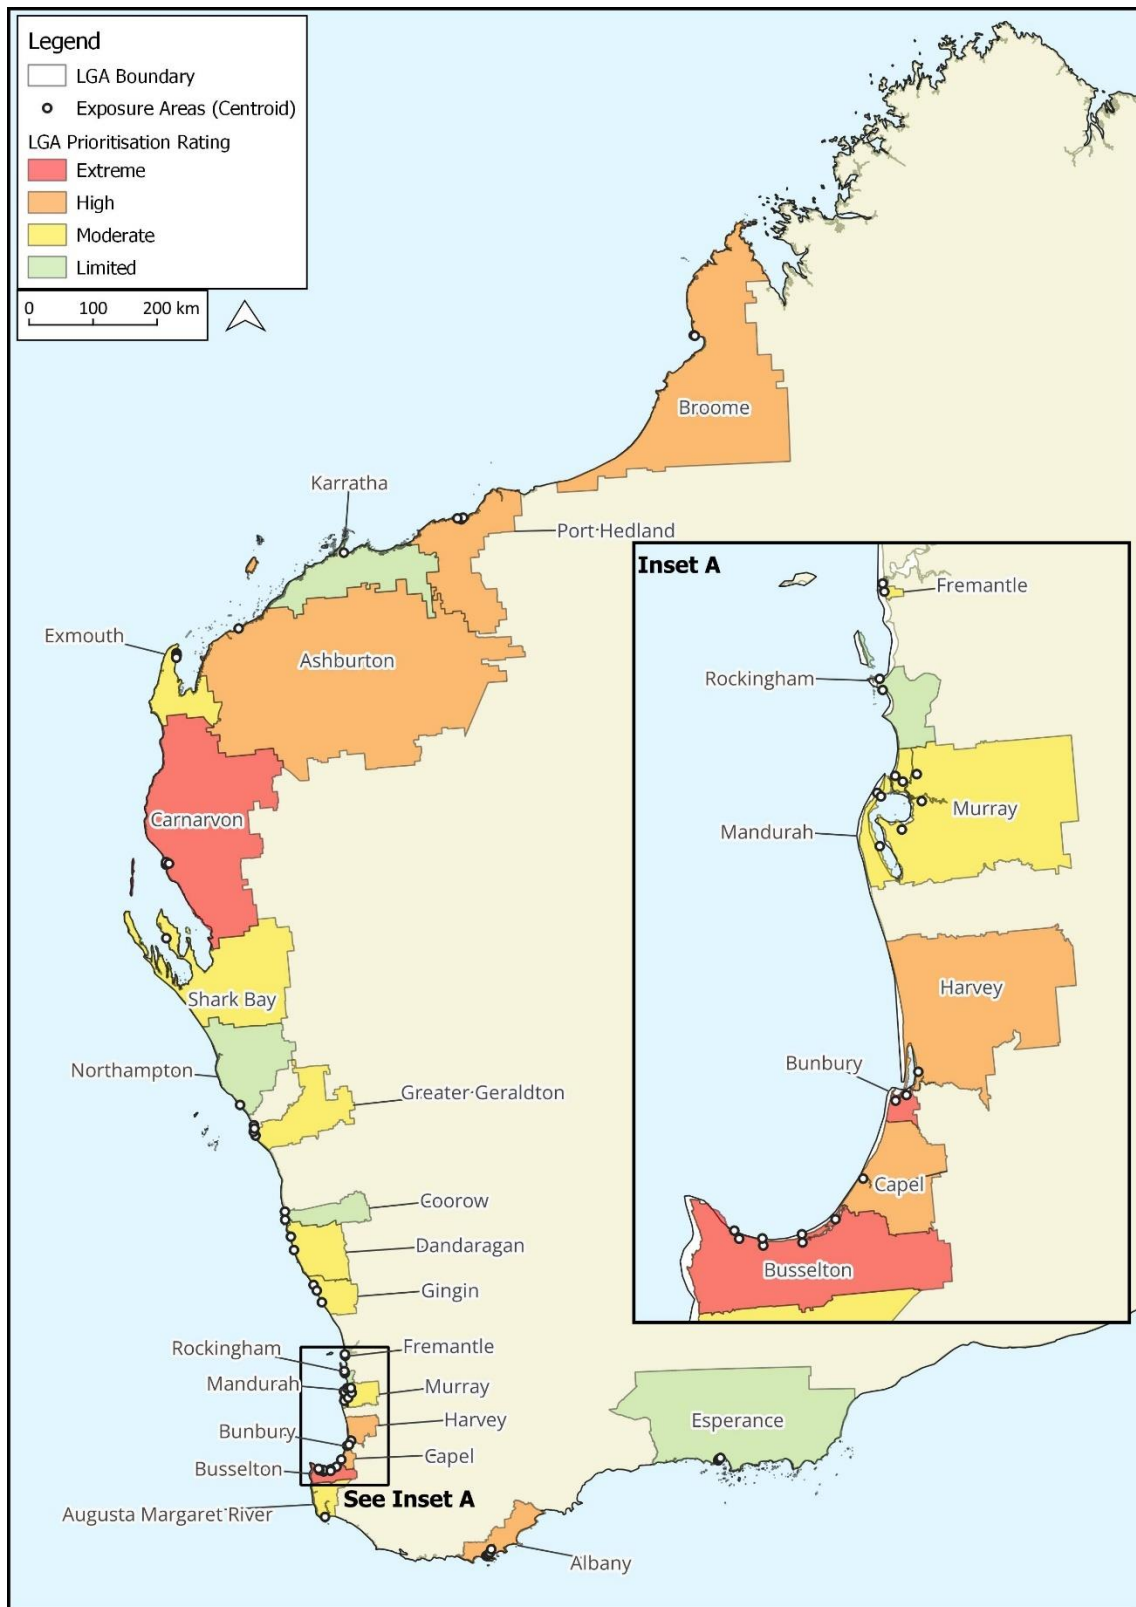 Legend
LGA Boundary
Exposure Areas (Centroid)
LGA Prioritisation Rating
Extreme
High
Moderate
Limited
0 100 200 km
Broome
Karratha
Port Hedland
Exmouth
Ashburton
Carnarvon
Shark Bay
Northampton
Greater Geraldton
Coorow
Dandaragan
Gingin
Fremantle
Rockingham
Mandurah
Murray
Harvey
Bunbury
Capel
Busselton
See Inset A
Augusta Margaret River
Esperance
Albany
Inset A
Fremantle
Rockingham
Murray
Mandurah
Harvey
Bunbury
Capel
Busselton